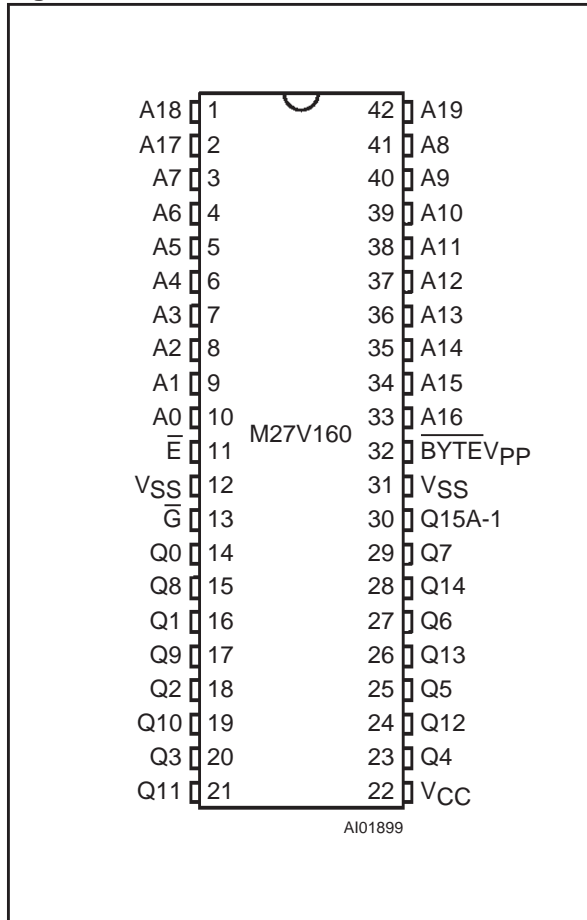 A18 1 42 A19
A17 2 41 A8
A7 3 40 A9
A6 4 39 A10
A5 5 38 A11
A4 6 37 A12
A3 7 36 A13
A2 8 35 A14
A1 9 34 A15
A0 10 33 A16
M27V160
E̅ 11 32 B̅Y̅T̅E̅VPP
VSS 12 31 VSS
G̅ 13 30 Q15A-1
Q0 14 29 Q7
Q8 15 28 Q14
Q1 16 27 Q6
Q9 17 26 Q13
Q2 18 25 Q5
Q10 19 24 Q12
Q3 20 23 Q4
Q11 21 22 VCC
AI01899